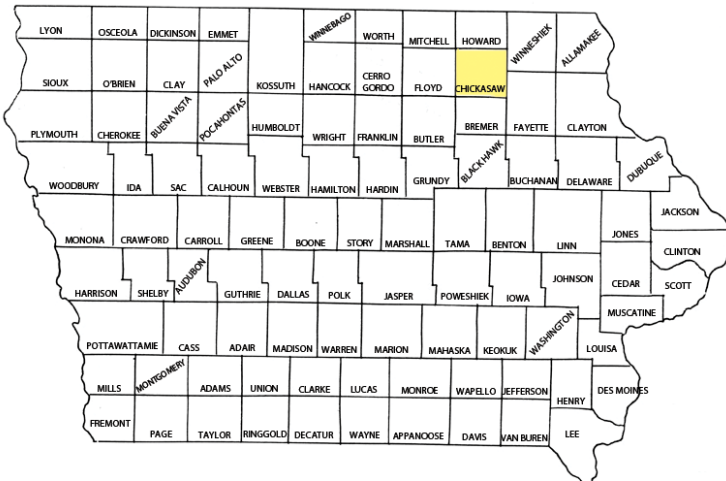 LYON OSCEOLA DICKINSON EMMET WINNEBAGO WORTH MITCHELL HOWARD WINNESHIEK ALLAMAKEE
SIOUX O'BRIEN CLAY PALO ALTO KOSSUTH HANCOCK CERRO GORDO FLOYD CHICKASAW
PLYMOUTH CHEROKEE BUENA VISTA POCAHONTAS HUMBOLDT WRIGHT FRANKLIN BUTLER BREMER FAYETTE CLAYTON
WOODBURY IDA SAC CALHOUN WEBSTER HAMILTON HARDIN GRUNDY BLACK HAWK BUCHANAN DELAWARE DUBUQUE
MONONA CRAWFORD CARROLL GREENE BOONE STORY MARSHALL TAMA BENTON LINN JONES JACKSON
CLINTON
HARRISON SHELBY AUDUBON GUTHRIE DALLAS POLK JASPER POWESHIEK IOWA JOHNSON CEDAR SCOTT
MUSCATINE
POTTAWATTAMIE CASS ADAIR MADISON WARREN MARION MAHASKA KEOKUK WASHINGTON LOUISA
MILLS MONTGOMERY ADAMS UNION CLARKE LUCAS MONROE WAPELLO JEFFERSON HENRY DES MOINES
FREMONT PAGE TAYLOR RINGGOLD DECATUR WAYNE APPANOOSE DAVIS VAN BUREN LEE